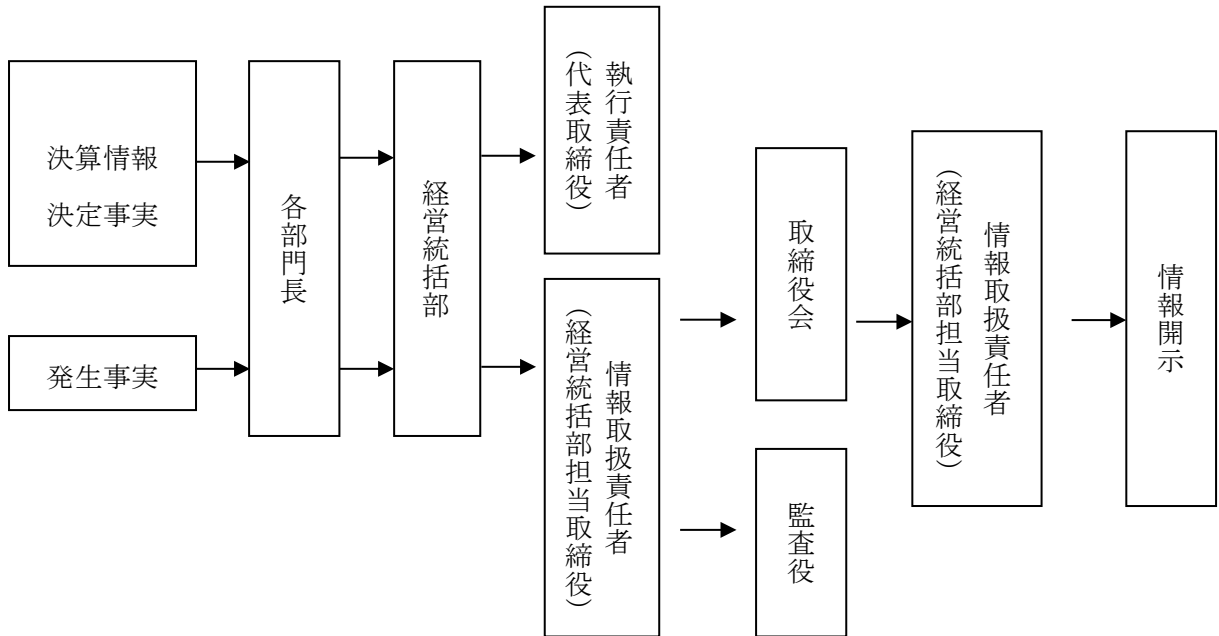 決算情報
決定事実
発生事実
各部門長
経営統括部
執行責任者
(代表取締役)
情報取扱責任者
(経営統括部担当取締役)
取締役会
監査役
情報取扱責任者
(経営統括部担当取締役)
情報開示